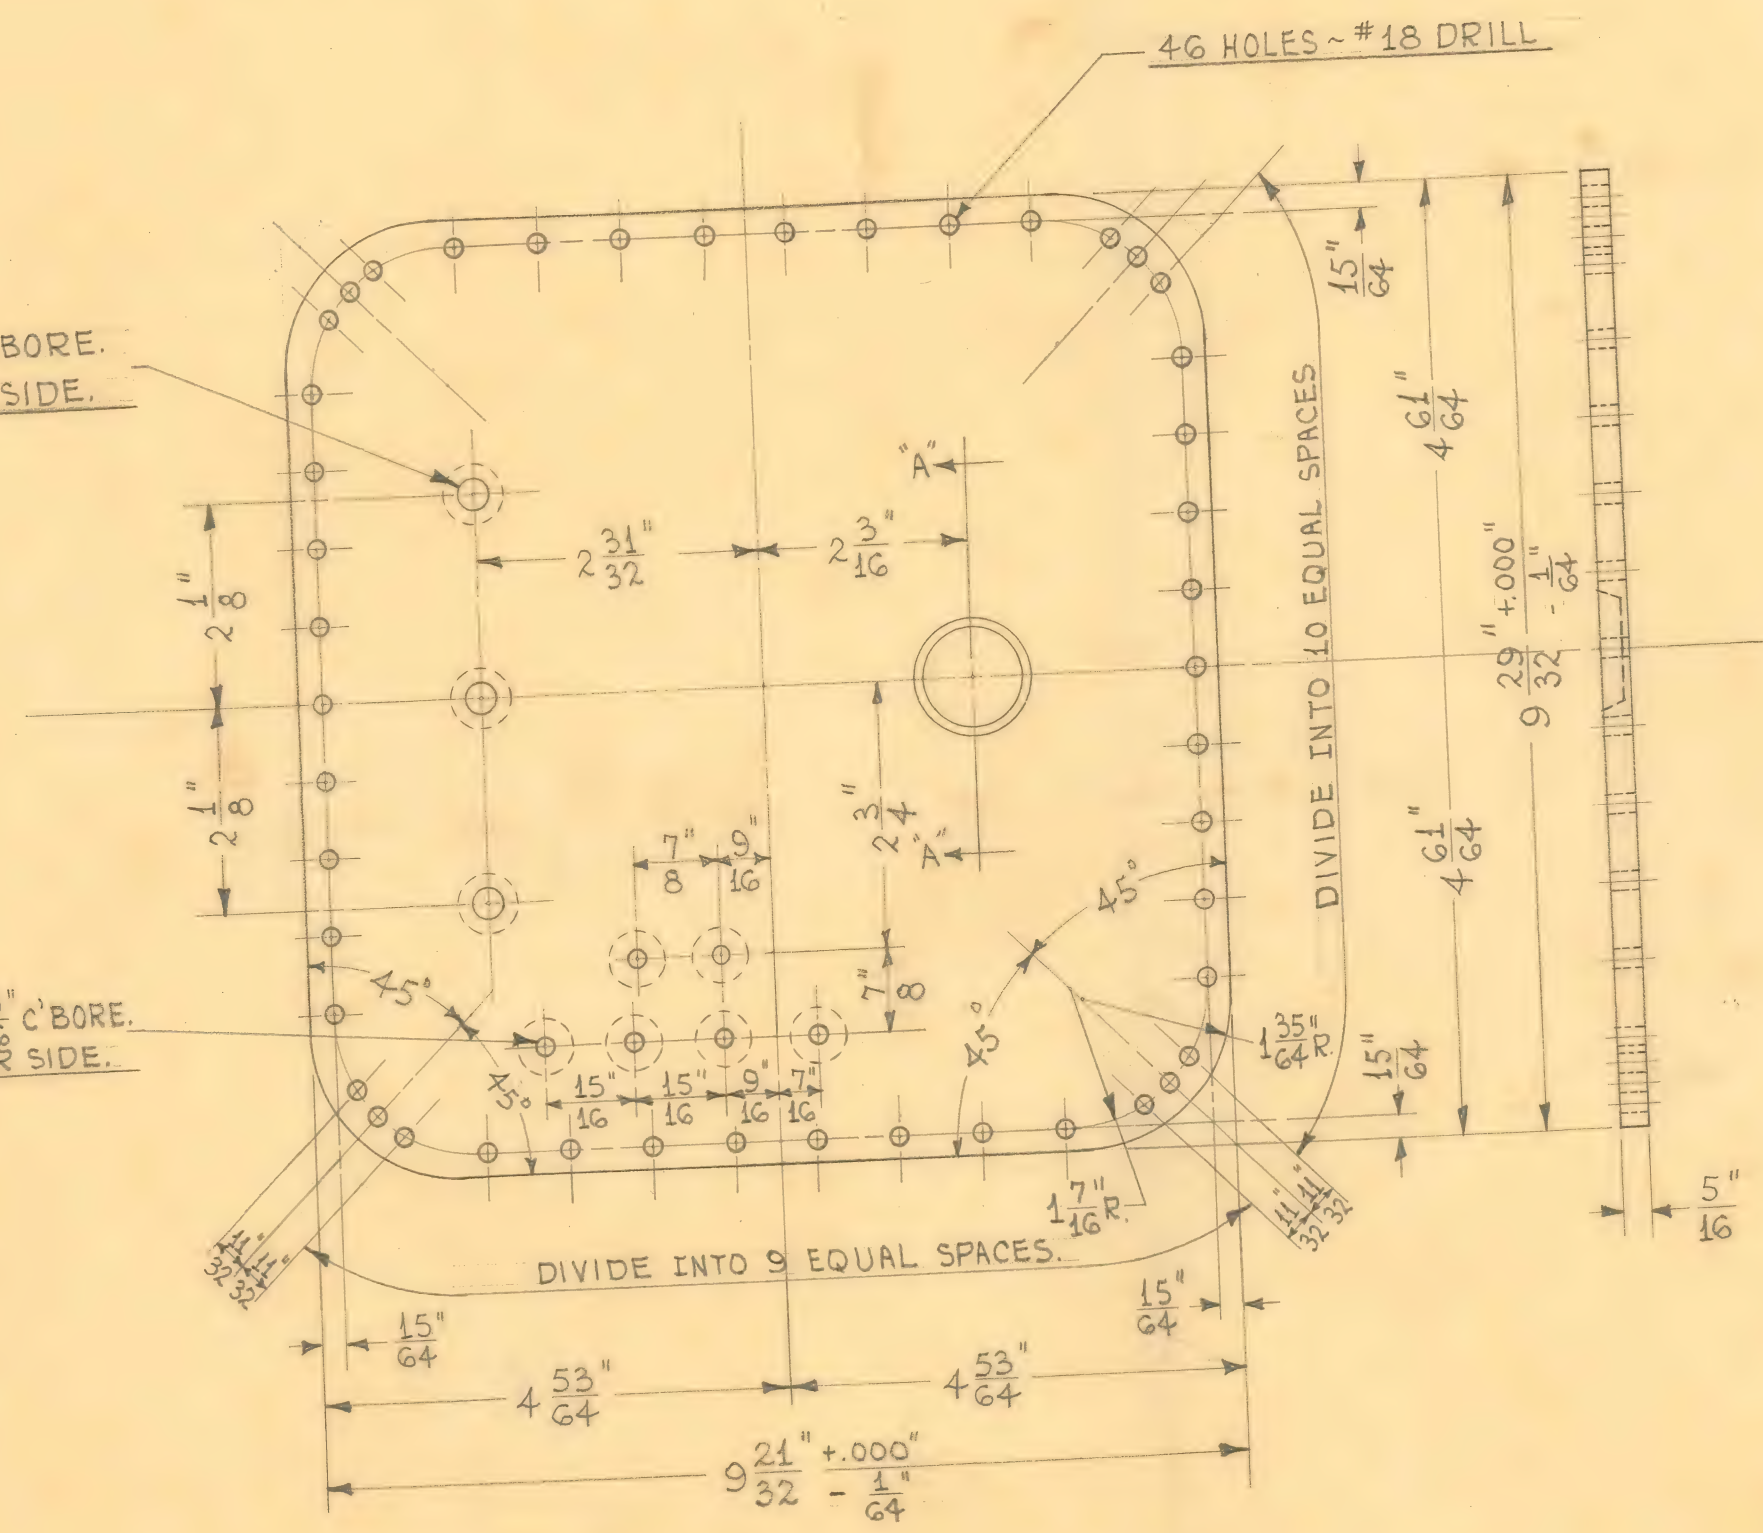 46 HOLES ~ #18 DRILL
BORE.
SIDE.
"A"
15"/64
4 61"/64
2 31"/32
2 3"/16
9 29"/32 +.000" - 1"/64
2 1"/8
DIVIDE INTO 10 EQUAL SPACES
2 1"/8
2 3"/4
7"/8
9"/16
"A"
4 61"/64
45°
45°
7"/8
C'BORE.
SIDE.
45°
45°
1 35"/64 R.
15"/64
15"/16
15"/16
9"/16
7"/16
1 7"/16 R.
11"/32
11"/32
5"/16
11"/32
11"/32
DIVIDE INTO 9 EQUAL SPACES.
15"/64
15"/64
4 53"/64
4 53"/64
9 21"/32 +.000" - 1"/64